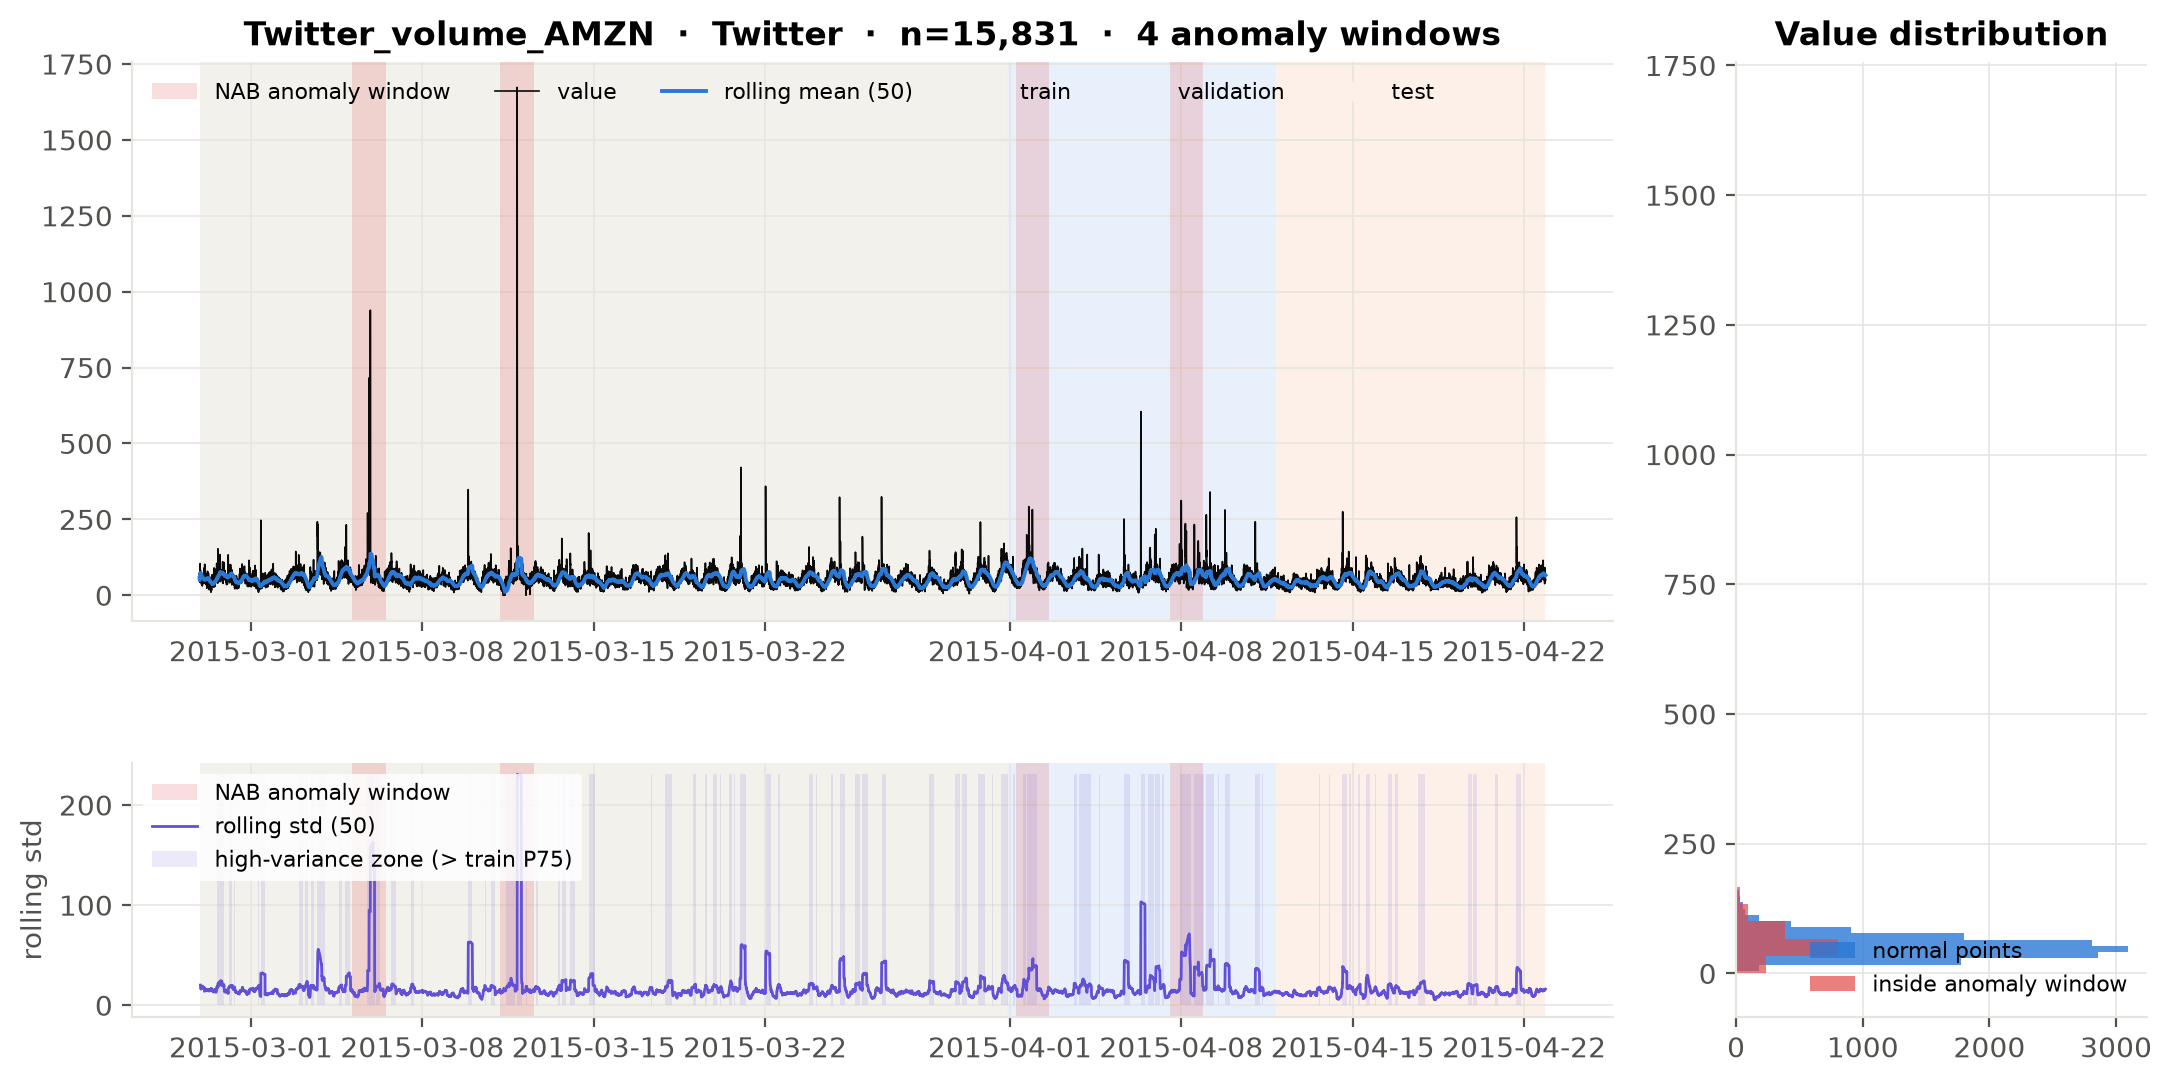 Twitter_volume_AMZN · Twitter · n=15,831 · 4 anomaly windows
NAB anomaly window value rolling mean (50) train validation test
1750
1500
1250
1000
750
500
250
0
2015-03-01 2015-03-08 2015-03-15 2015-03-22 2015-04-01 2015-04-08 2015-04-15 2015-04-22
rolling std
NAB anomaly window
rolling std (50)
high-variance zone (> train P75)
200
100
0
2015-03-01 2015-03-08 2015-03-15 2015-03-22 2015-04-01 2015-04-08 2015-04-15 2015-04-22
Value distribution
1750
1500
1250
1000
750
500
250
0
normal points
inside anomaly window
0 1000 2000 3000